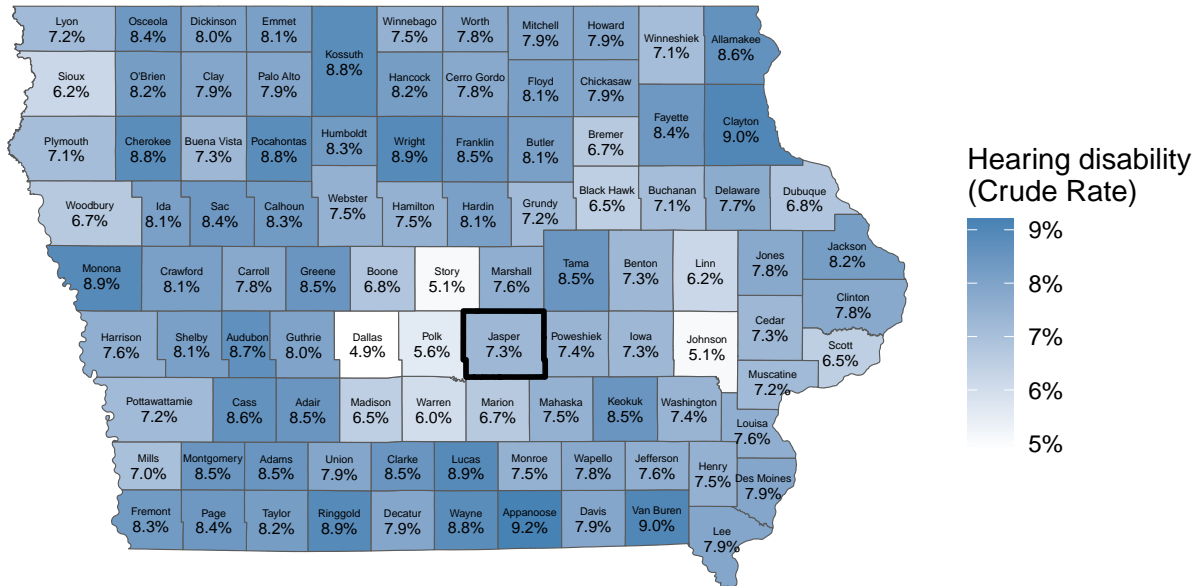 Lyon
7.2%
Osceola
8.4%
Dickinson
8.0%
Emmet
8.1%
Kossuth
8.8%
Winnebago
7.5%
Worth
7.8%
Mitchell
7.9%
Howard
7.9%
Winneshiek
7.1%
Allamakee
8.6%
Sioux
6.2%
O'Brien
8.2%
Clay
7.9%
Palo Alto
7.9%
Hancock
8.2%
Cerro Gordo
7.8%
Floyd
8.1%
Chickasaw
7.9%
Fayette
8.4%
Clayton
9.0%
Plymouth
7.1%
Cherokee
8.8%
Buena Vista
7.3%
Pocahontas
8.8%
Humboldt
8.3%
Wright
8.9%
Franklin
8.5%
Butler
8.1%
Bremer
6.7%
Woodbury
6.7%
Ida
8.1%
Sac
8.4%
Calhoun
8.3%
Webster
7.5%
Hamilton
7.5%
Hardin
8.1%
Grundy
7.2%
Black Hawk
6.5%
Buchanan
7.1%
Delaware
7.7%
Dubuque
6.8%
Monona
8.9%
Crawford
8.1%
Carroll
7.8%
Greene
8.5%
Boone
6.8%
Story
5.1%
Marshall
7.6%
Tama
8.5%
Benton
7.3%
Linn
6.2%
Jones
7.8%
Jackson
8.2%
Clinton
7.8%
Harrison
7.6%
Shelby
8.1%
Audubon
8.7%
Guthrie
8.0%
Dallas
4.9%
Polk
5.6%
Jasper
7.3%
Poweshiek
7.4%
Iowa
7.3%
Johnson
5.1%
Cedar
7.3%
Scott
6.5%
Muscatine
7.2%
Pottawattamie
7.2%
Cass
8.6%
Adair
8.5%
Madison
6.5%
Warren
6.0%
Marion
6.7%
Mahaska
7.5%
Keokuk
8.5%
Washington
7.4%
Louisa
7.6%
Mills
7.0%
Montgomery
8.5%
Adams
8.5%
Union
7.9%
Clarke
8.5%
Lucas
8.9%
Monroe
7.5%
Wapello
7.8%
Jefferson
7.6%
Henry
7.5%
Des Moines
7.9%
Fremont
8.3%
Page
8.4%
Taylor
8.2%
Ringgold
8.9%
Decatur
7.9%
Wayne
8.8%
Appanoose
9.2%
Davis
7.9%
Van Buren
9.0%
Lee
7.9%
Hearing disability
(Crude Rate)
9%
8%
7%
6%
5%